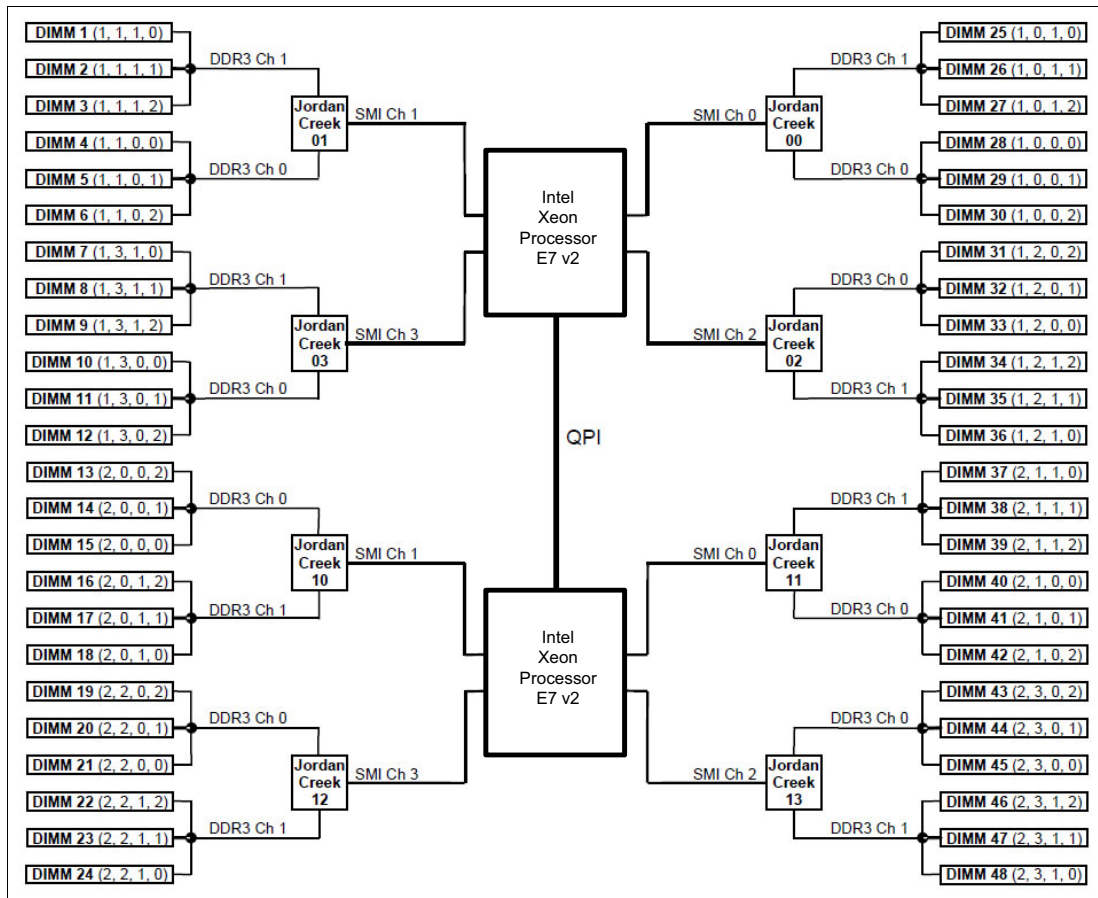 DIMM 1 (1, 1, 1, 0)
DIMM 2 (1, 1, 1, 1)
DIMM 3 (1, 1, 1, 2)
DDR3 Ch 1
DIMM 4 (1, 1, 0, 0)
DIMM 5 (1, 1, 0, 1)
DIMM 6 (1, 1, 0, 2)
DDR3 Ch 0
Jordan
Creek
01
SMI Ch 1
DIMM 7 (1, 3, 1, 0)
DIMM 8 (1, 3, 1, 1)
DIMM 9 (1, 3, 1, 2)
DDR3 Ch 1
DIMM 10 (1, 3, 0, 0)
DIMM 11 (1, 3, 0, 1)
DIMM 12 (1, 3, 0, 2)
DDR3 Ch 0
Jordan
Creek
03
SMI Ch 3
Intel
Xeon
Processor
E7 v2
SMI Ch 0
Jordan
Creek
00
DDR3 Ch 1
DIMM 25 (1, 0, 1, 0)
DIMM 26 (1, 0, 1, 1)
DIMM 27 (1, 0, 1, 2)
DDR3 Ch 0
DIMM 28 (1, 0, 0, 0)
DIMM 29 (1, 0, 0, 1)
DIMM 30 (1, 0, 0, 2)
SMI Ch 2
Jordan
Creek
02
DDR3 Ch 0
DIMM 31 (1, 2, 0, 2)
DIMM 32 (1, 2, 0, 1)
DIMM 33 (1, 2, 0, 0)
DDR3 Ch 1
DIMM 34 (1, 2, 1, 2)
DIMM 35 (1, 2, 1, 1)
DIMM 36 (1, 2, 1, 0)
QPI
DIMM 13 (2, 0, 0, 2)
DIMM 14 (2, 0, 0, 1)
DIMM 15 (2, 0, 0, 0)
DDR3 Ch 0
DIMM 16 (2, 0, 1, 2)
DIMM 17 (2, 0, 1, 1)
DIMM 18 (2, 0, 1, 0)
DDR3 Ch 1
Jordan
Creek
10
SMI Ch 1
DIMM 19 (2, 2, 0, 2)
DIMM 20 (2, 2, 0, 1)
DIMM 21 (2, 2, 0, 0)
DDR3 Ch 0
DIMM 22 (2, 2, 1, 2)
DIMM 23 (2, 2, 1, 1)
DIMM 24 (2, 2, 1, 0)
DDR3 Ch 1
Jordan
Creek
12
SMI Ch 3
Intel
Xeon
Processor
E7 v2
SMI Ch 0
Jordan
Creek
11
DDR3 Ch 1
DIMM 37 (2, 1, 1, 0)
DIMM 38 (2, 1, 1, 1)
DIMM 39 (2, 1, 1, 2)
DDR3 Ch 0
DIMM 40 (2, 1, 0, 0)
DIMM 41 (2, 1, 0, 1)
DIMM 42 (2, 1, 0, 2)
SMI Ch 2
Jordan
Creek
13
DDR3 Ch 0
DIMM 43 (2, 3, 0, 2)
DIMM 44 (2, 3, 0, 1)
DIMM 45 (2, 3, 0, 0)
DDR3 Ch 1
DIMM 46 (2, 3, 1, 2)
DIMM 47 (2, 3, 1, 1)
DIMM 48 (2, 3, 1, 0)